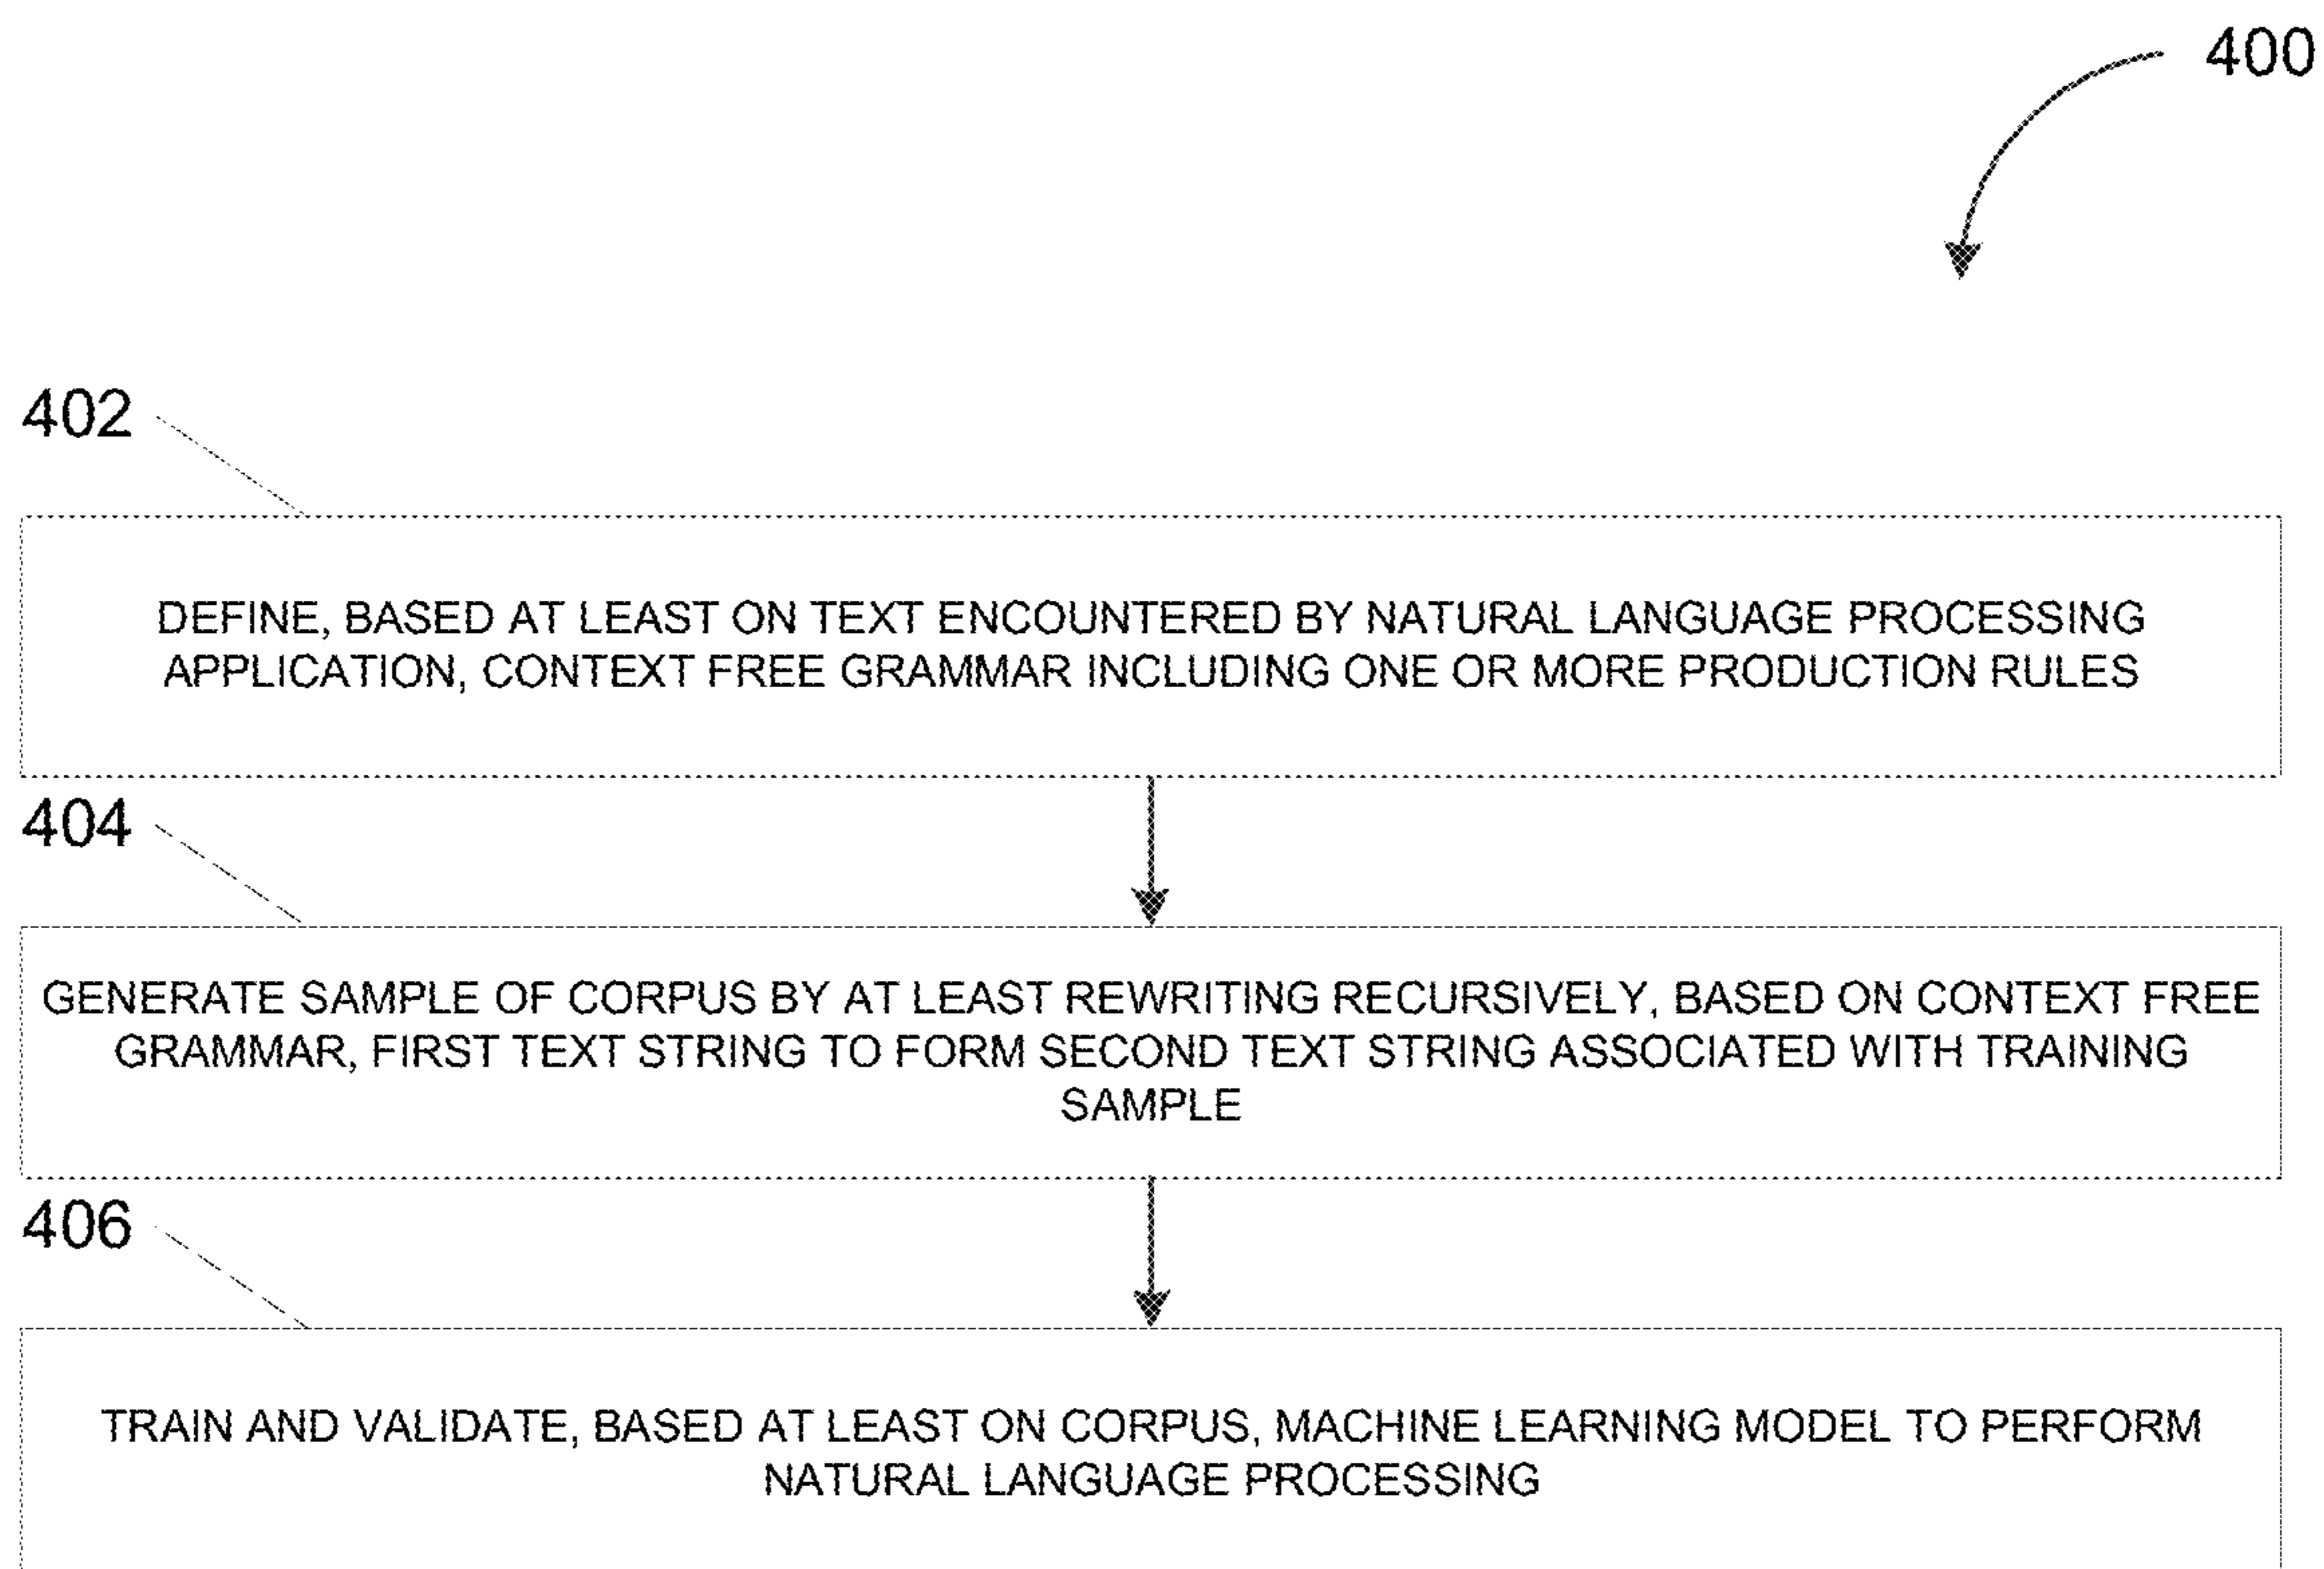 400
402
DEFINE, BASED AT LEAST ON TEXT ENCOUNTERED BY NATURAL LANGUAGE PROCESSING
APPLICATION, CONTEXT FREE GRAMMAR INCLUDING ONE OR MORE PRODUCTION RULES
404
GENERATE SAMPLE OF CORPUS BY AT LEAST REWRITING RECURSIVELY, BASED ON CONTEXT FREE
GRAMMAR, FIRST TEXT STRING TO FORM SECOND TEXT STRING ASSOCIATED WITH TRAINING
SAMPLE
406
TRAIN AND VALIDATE, BASED AT LEAST ON CORPUS, MACHINE LEARNING MODEL TO PERFORM
NATURAL LANGUAGE PROCESSING